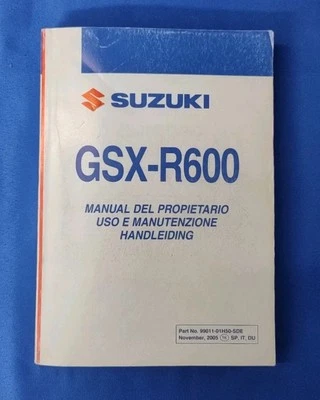 SUZUKI
GSX-R600
MANUAL DEL PROPIETARIO
USO E MANUTENZIONE
HANDLEIDING
Part No. 99011-01H50-SDE
November, 2005 SP, IT, DU